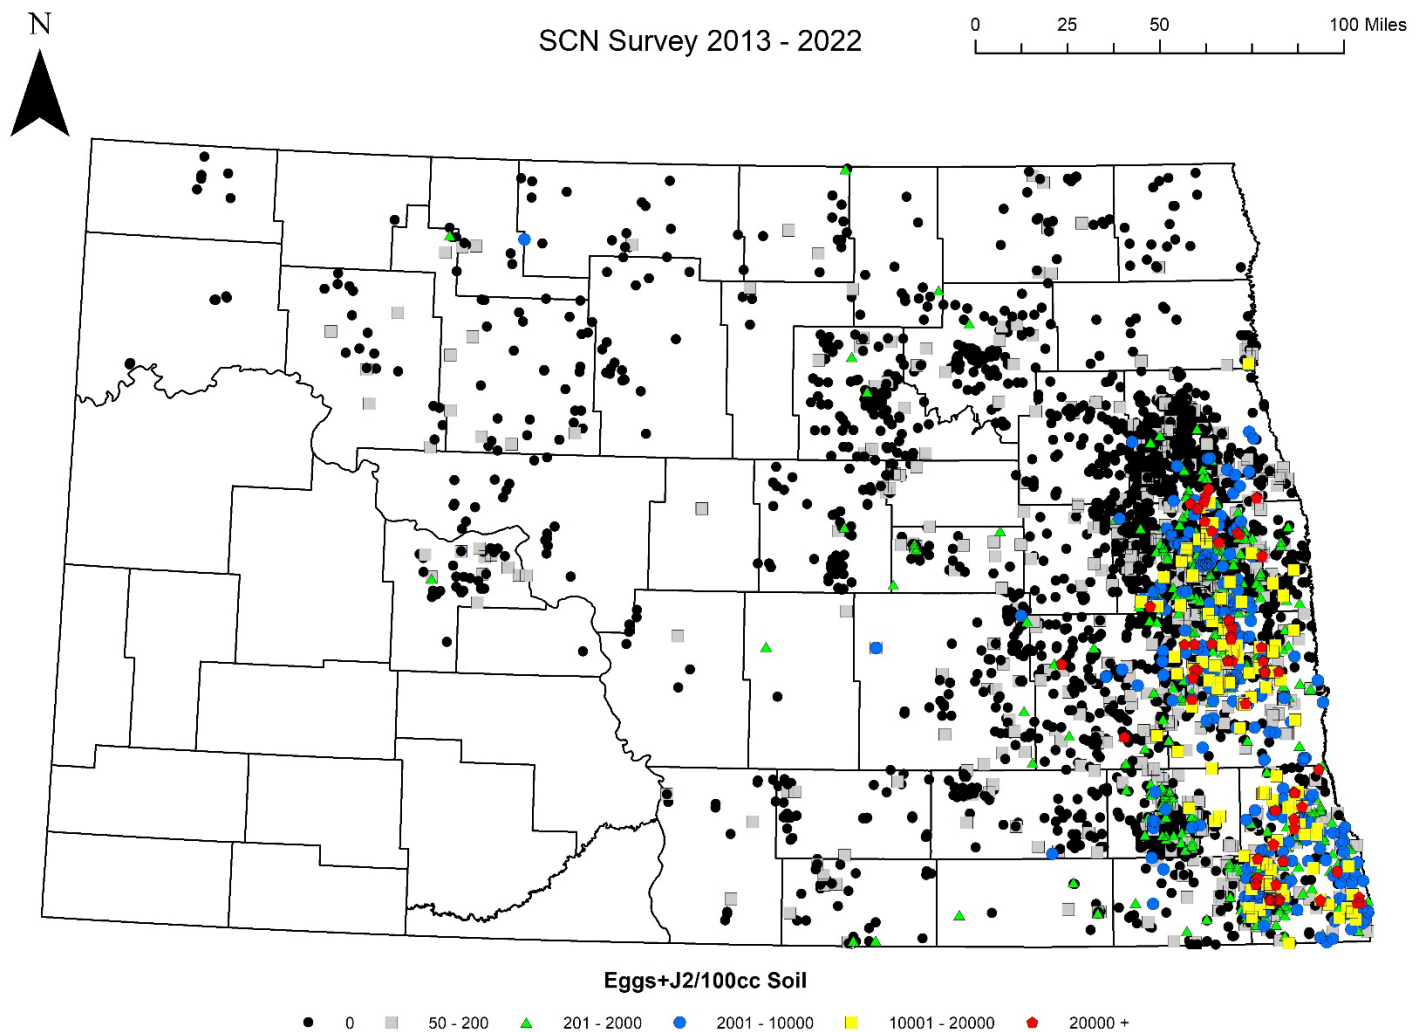 N
SCN Survey 2013 - 2022
0 25 50 100 Miles
Eggs+J2/100cc Soil
0 50 - 200 201 - 2000 2001 - 10000 10001 - 20000 20000 +